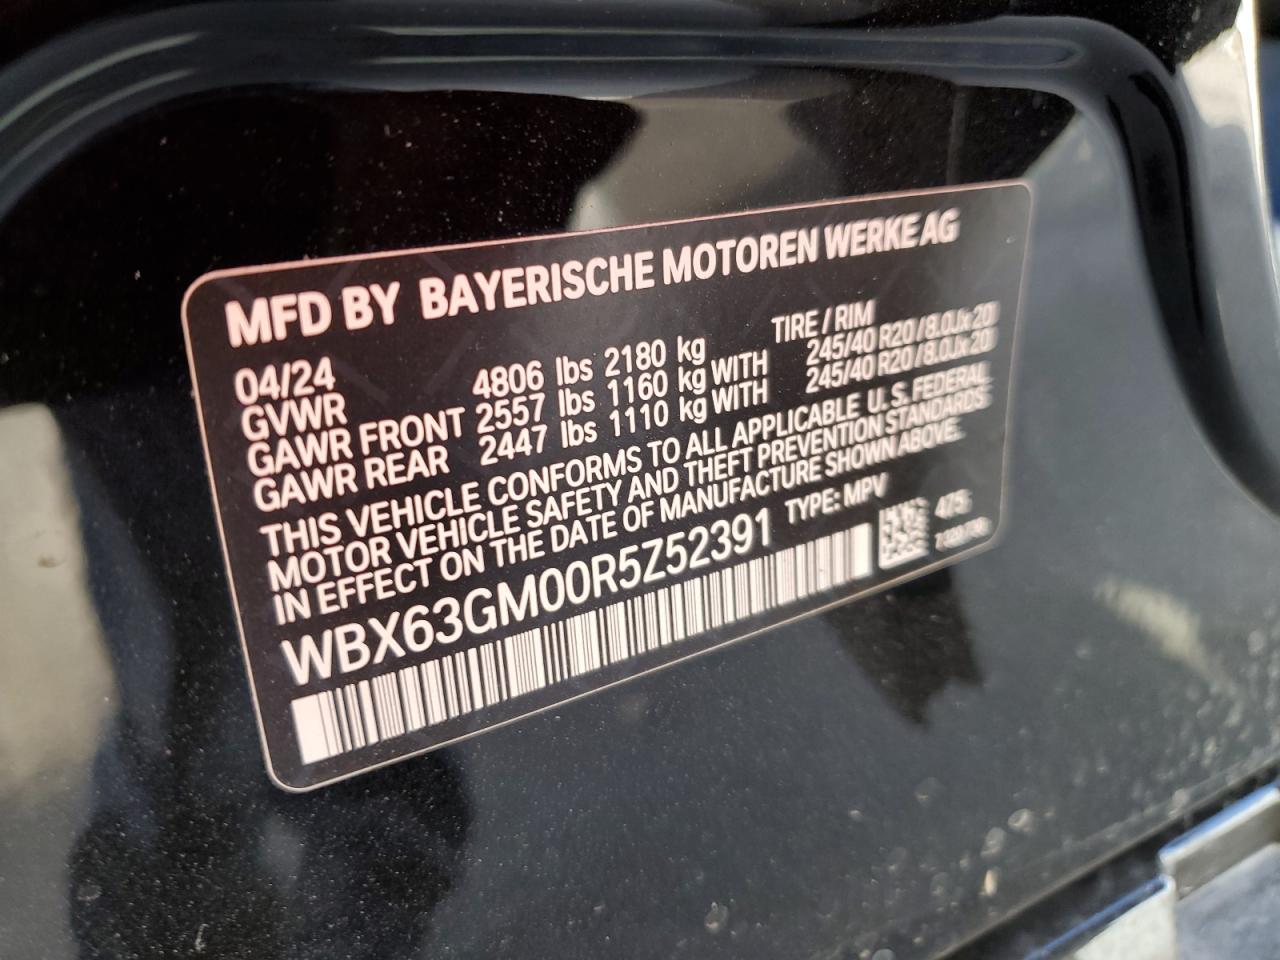 MFD BY BAYERISCHE MOTOREN WERKE AG
04/24 TIRE / RIM
GVWR 4806 lbs 2180 kg
GAWR FRONT 2557 lbs 1160 kg WITH 245/40 R20 / 8.0Jx20
GAWR REAR 2447 lbs 1110 kg WITH 245/40 R20 / 8.0Jx20
THIS VEHICLE CONFORMS TO ALL APPLICABLE U.S. FEDERAL
MOTOR VEHICLE SAFETY AND THEFT PREVENTION STANDARDS
IN EFFECT ON THE DATE OF MANUFACTURE SHOWN ABOVE.
WBX63GM00R5Z52391 TYPE: MPV
475